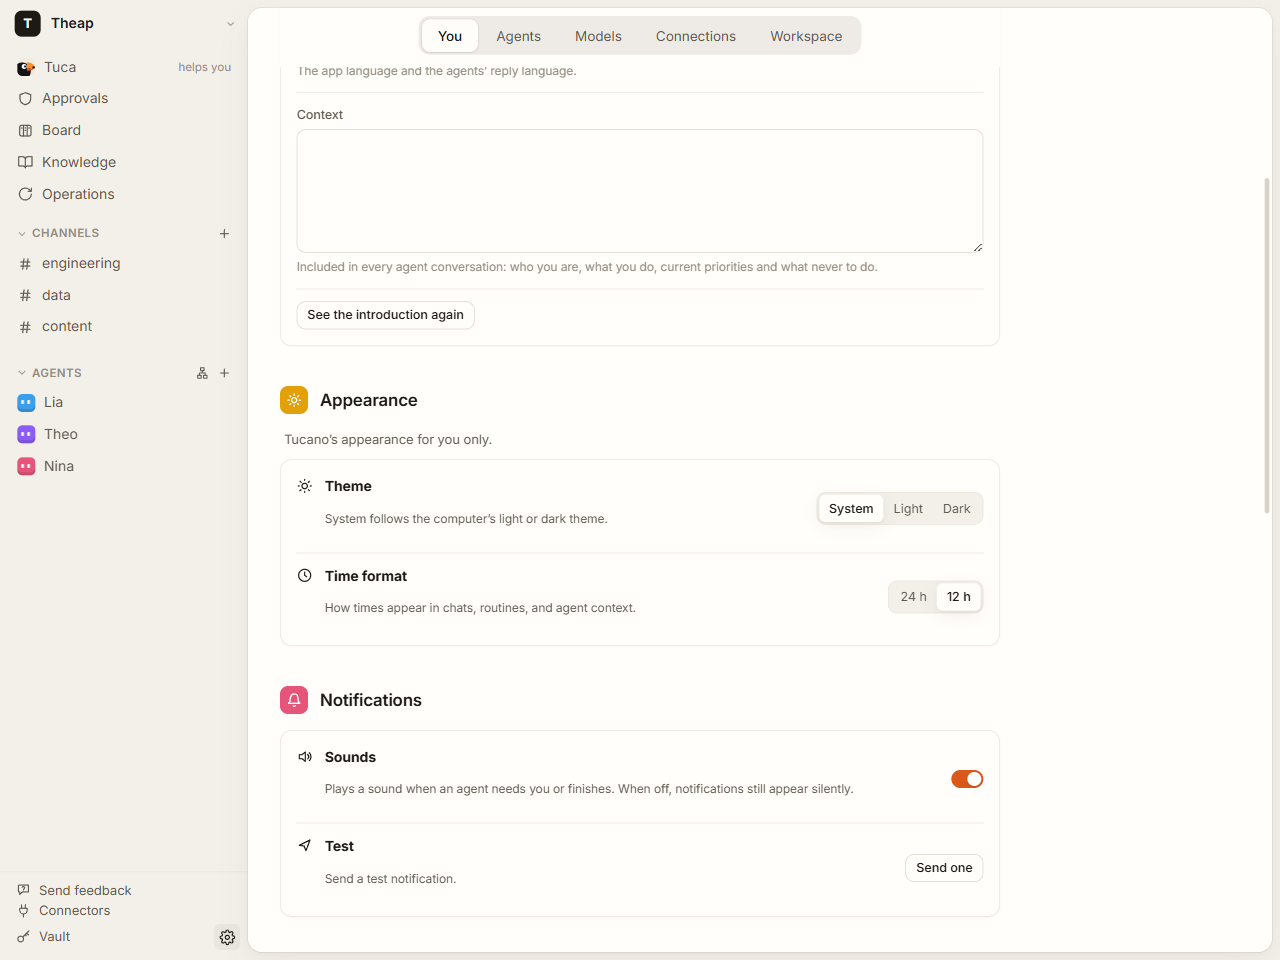 T Theap
Tuca helps you
Approvals
Board
Knowledge
Operations
CHANNELS
# engineering
# data
# content
AGENTS
Lia
Theo
Nina
Send feedback
Connectors
Vault
You Agents Models Connections Workspace
The app language and the agents' reply language.
Context
Included in every agent conversation: who you are, what you do, current priorities and what never to do.
See the introduction again
Appearance
Tucano’s appearance for you only.
Theme
System follows the computer’s light or dark theme.
System Light Dark
Time format
How times appear in chats, routines, and agent context.
24 h 12 h
Notifications
Sounds
Plays a sound when an agent needs you or finishes. When off, notifications still appear silently.
Test
Send a test notification.
Send one